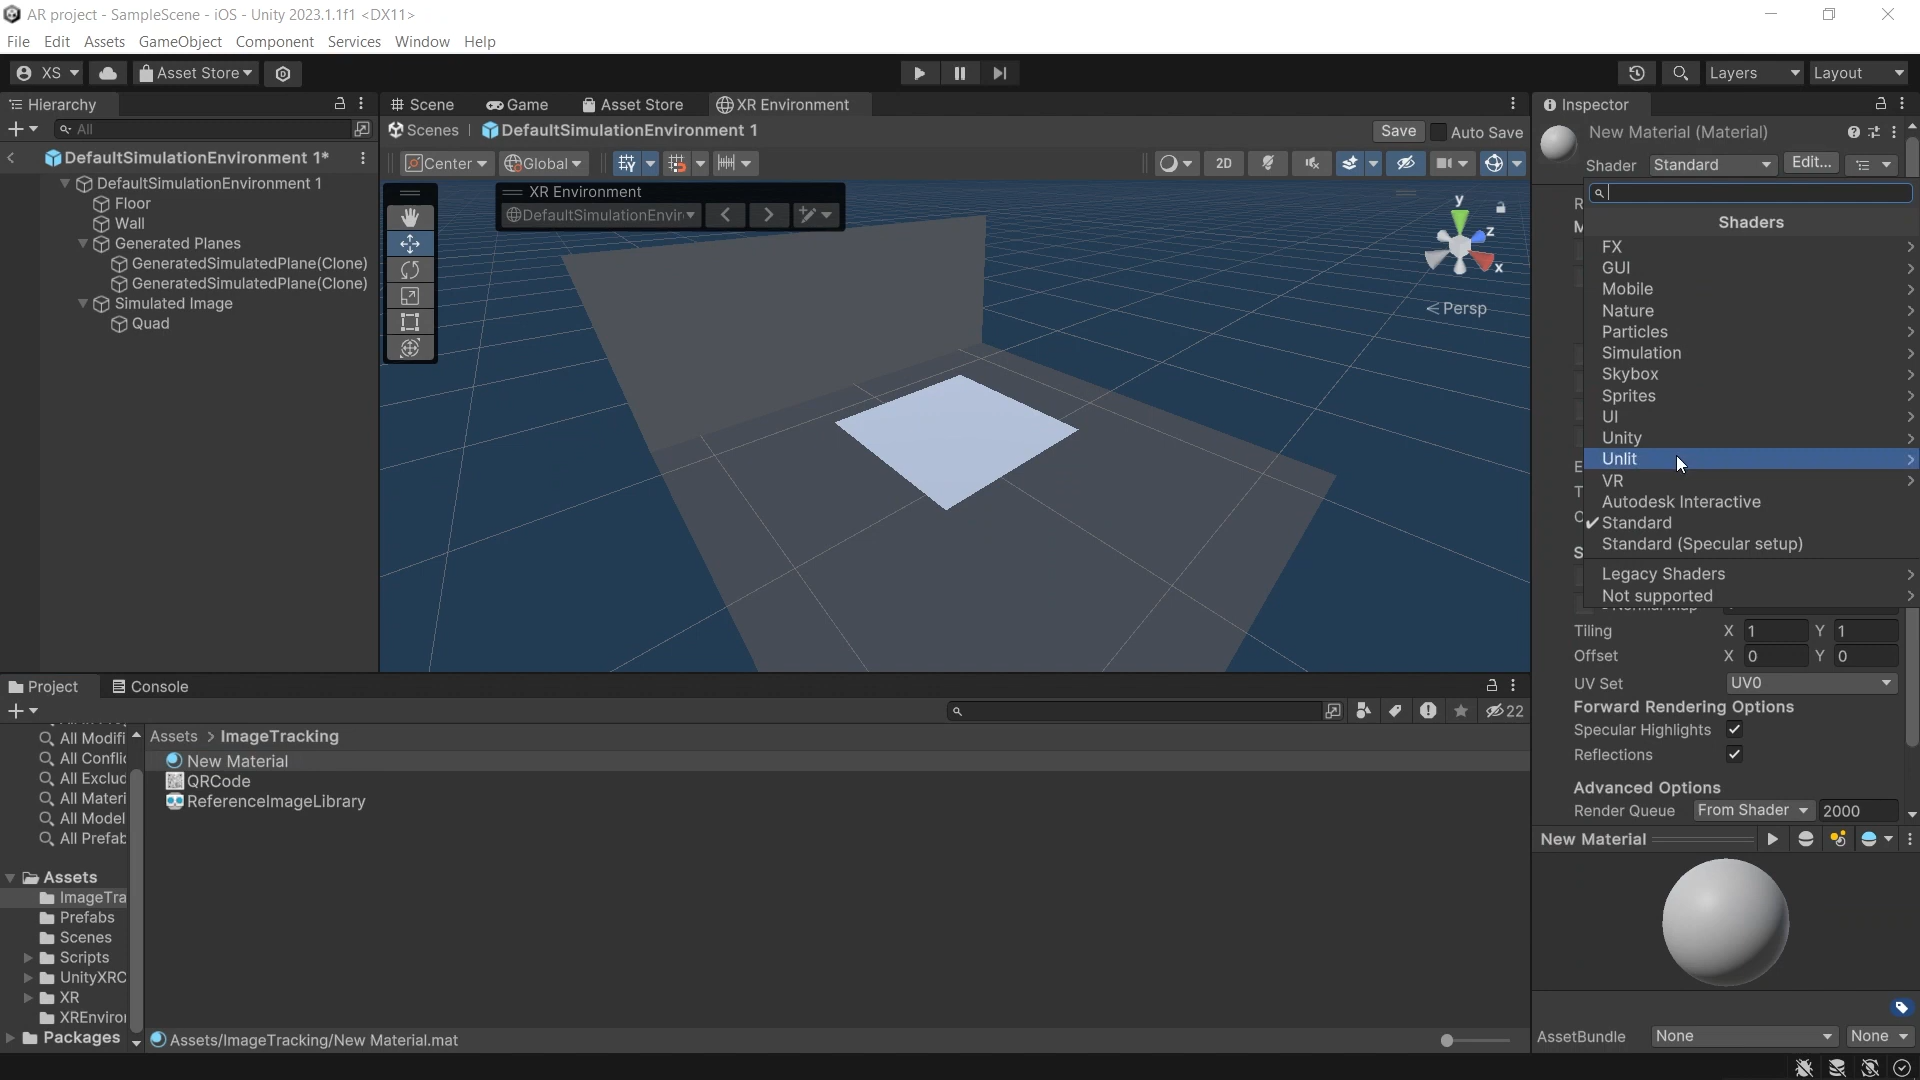 AR project - SampleScene - iOS - Unity 2023.1.1f1 <DX11>
File Edit Assets GameObject Component Services Window Help
XS Asset Store Layers Layout
Hierarchy
All
DefaultSimulationEnvironment 1*
DefaultSimulationEnvironment 1
Floor
Wall
Generated Planes
GeneratedSimulatedPlane(Clone)
GeneratedSimulatedPlane(Clone)
Simulated Image
Quad
Scene Game Asset Store XR Environment
Scenes DefaultSimulationEnvironment 1 Save Auto Save
Center Global 2D
XR Environment
DefaultSimulationEnvir
y
z
x
< Persp
Inspector
New Material (Material)
Shader Standard Edit...
Shaders
FX
GUI
Mobile
Nature
Particles
Simulation
Skybox
Sprites
UI
Unity
Unlit
VR
Autodesk Interactive
✔ Standard
Standard (Specular setup)
Legacy Shaders
Not supported
Tiling X 1 Y 1
Offset X 0 Y 0
UV Set UV0
Forward Rendering Options
Specular Highlights
Reflections
Advanced Options
Render Queue From Shader 2000
New Material
AssetBundle None None
Project Console
22
All Modifi
All Conflic
All Exclud
All Materi
All Model
All Prefab
Assets
ImageTra
Prefabs
Scenes
Scripts
UnityXRC
XR
XREnviro
Packages
Assets > ImageTracking
New Material
QRCode
ReferenceImageLibrary
Assets/ImageTracking/New Material.mat